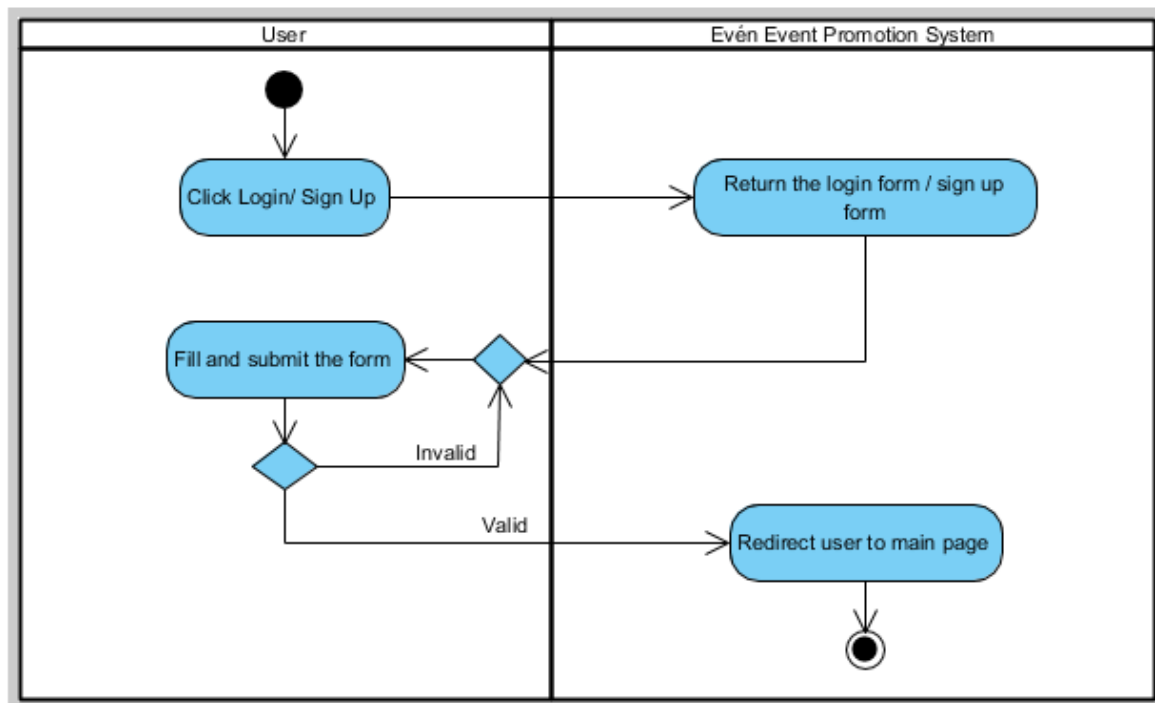 User
Evén Event Promotion System
Click Login/ Sign Up
Return the login form / sign up
form
Fill and submit the form
Invalid
Valid
Redirect user to main page